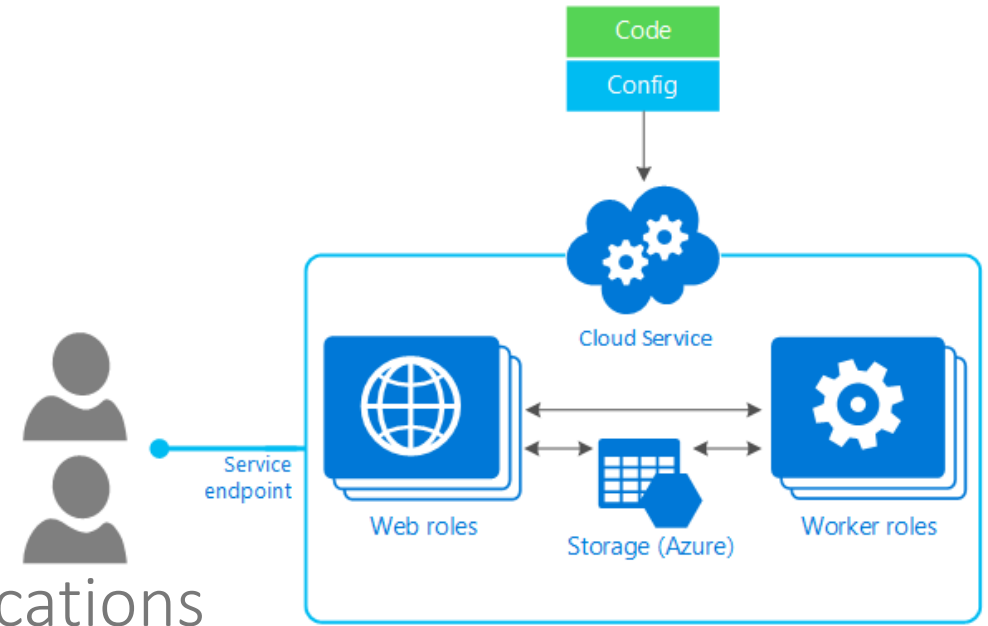 Code
Config
Cloud Service
Service
endpoint
Web roles
Storage (Azure)
Worker roles
cations